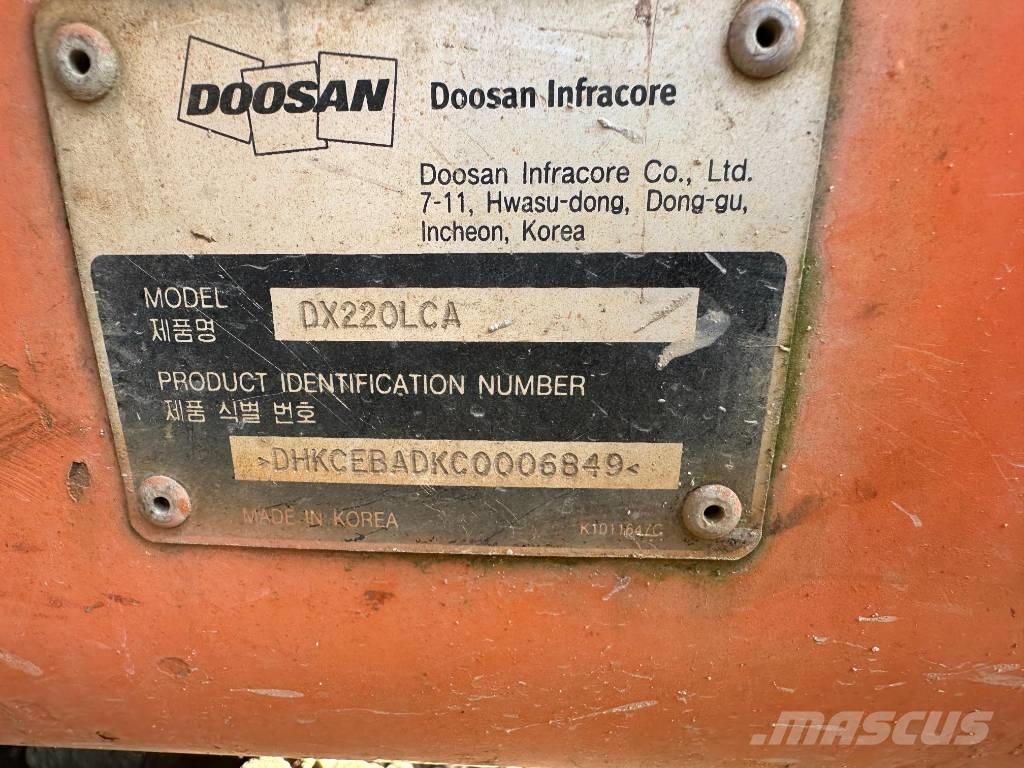 DOOSAN Doosan Infracore
Doosan Infracore Co., Ltd.
7-11, Hwasu-dong, Dong-gu,
Incheon, Korea
MODEL DX220LCA
제품명
PRODUCT IDENTIFICATION NUMBER
제품 식별 번호
>DHKCEBADKC0006849<
MADE IN KOREA
MASCUS